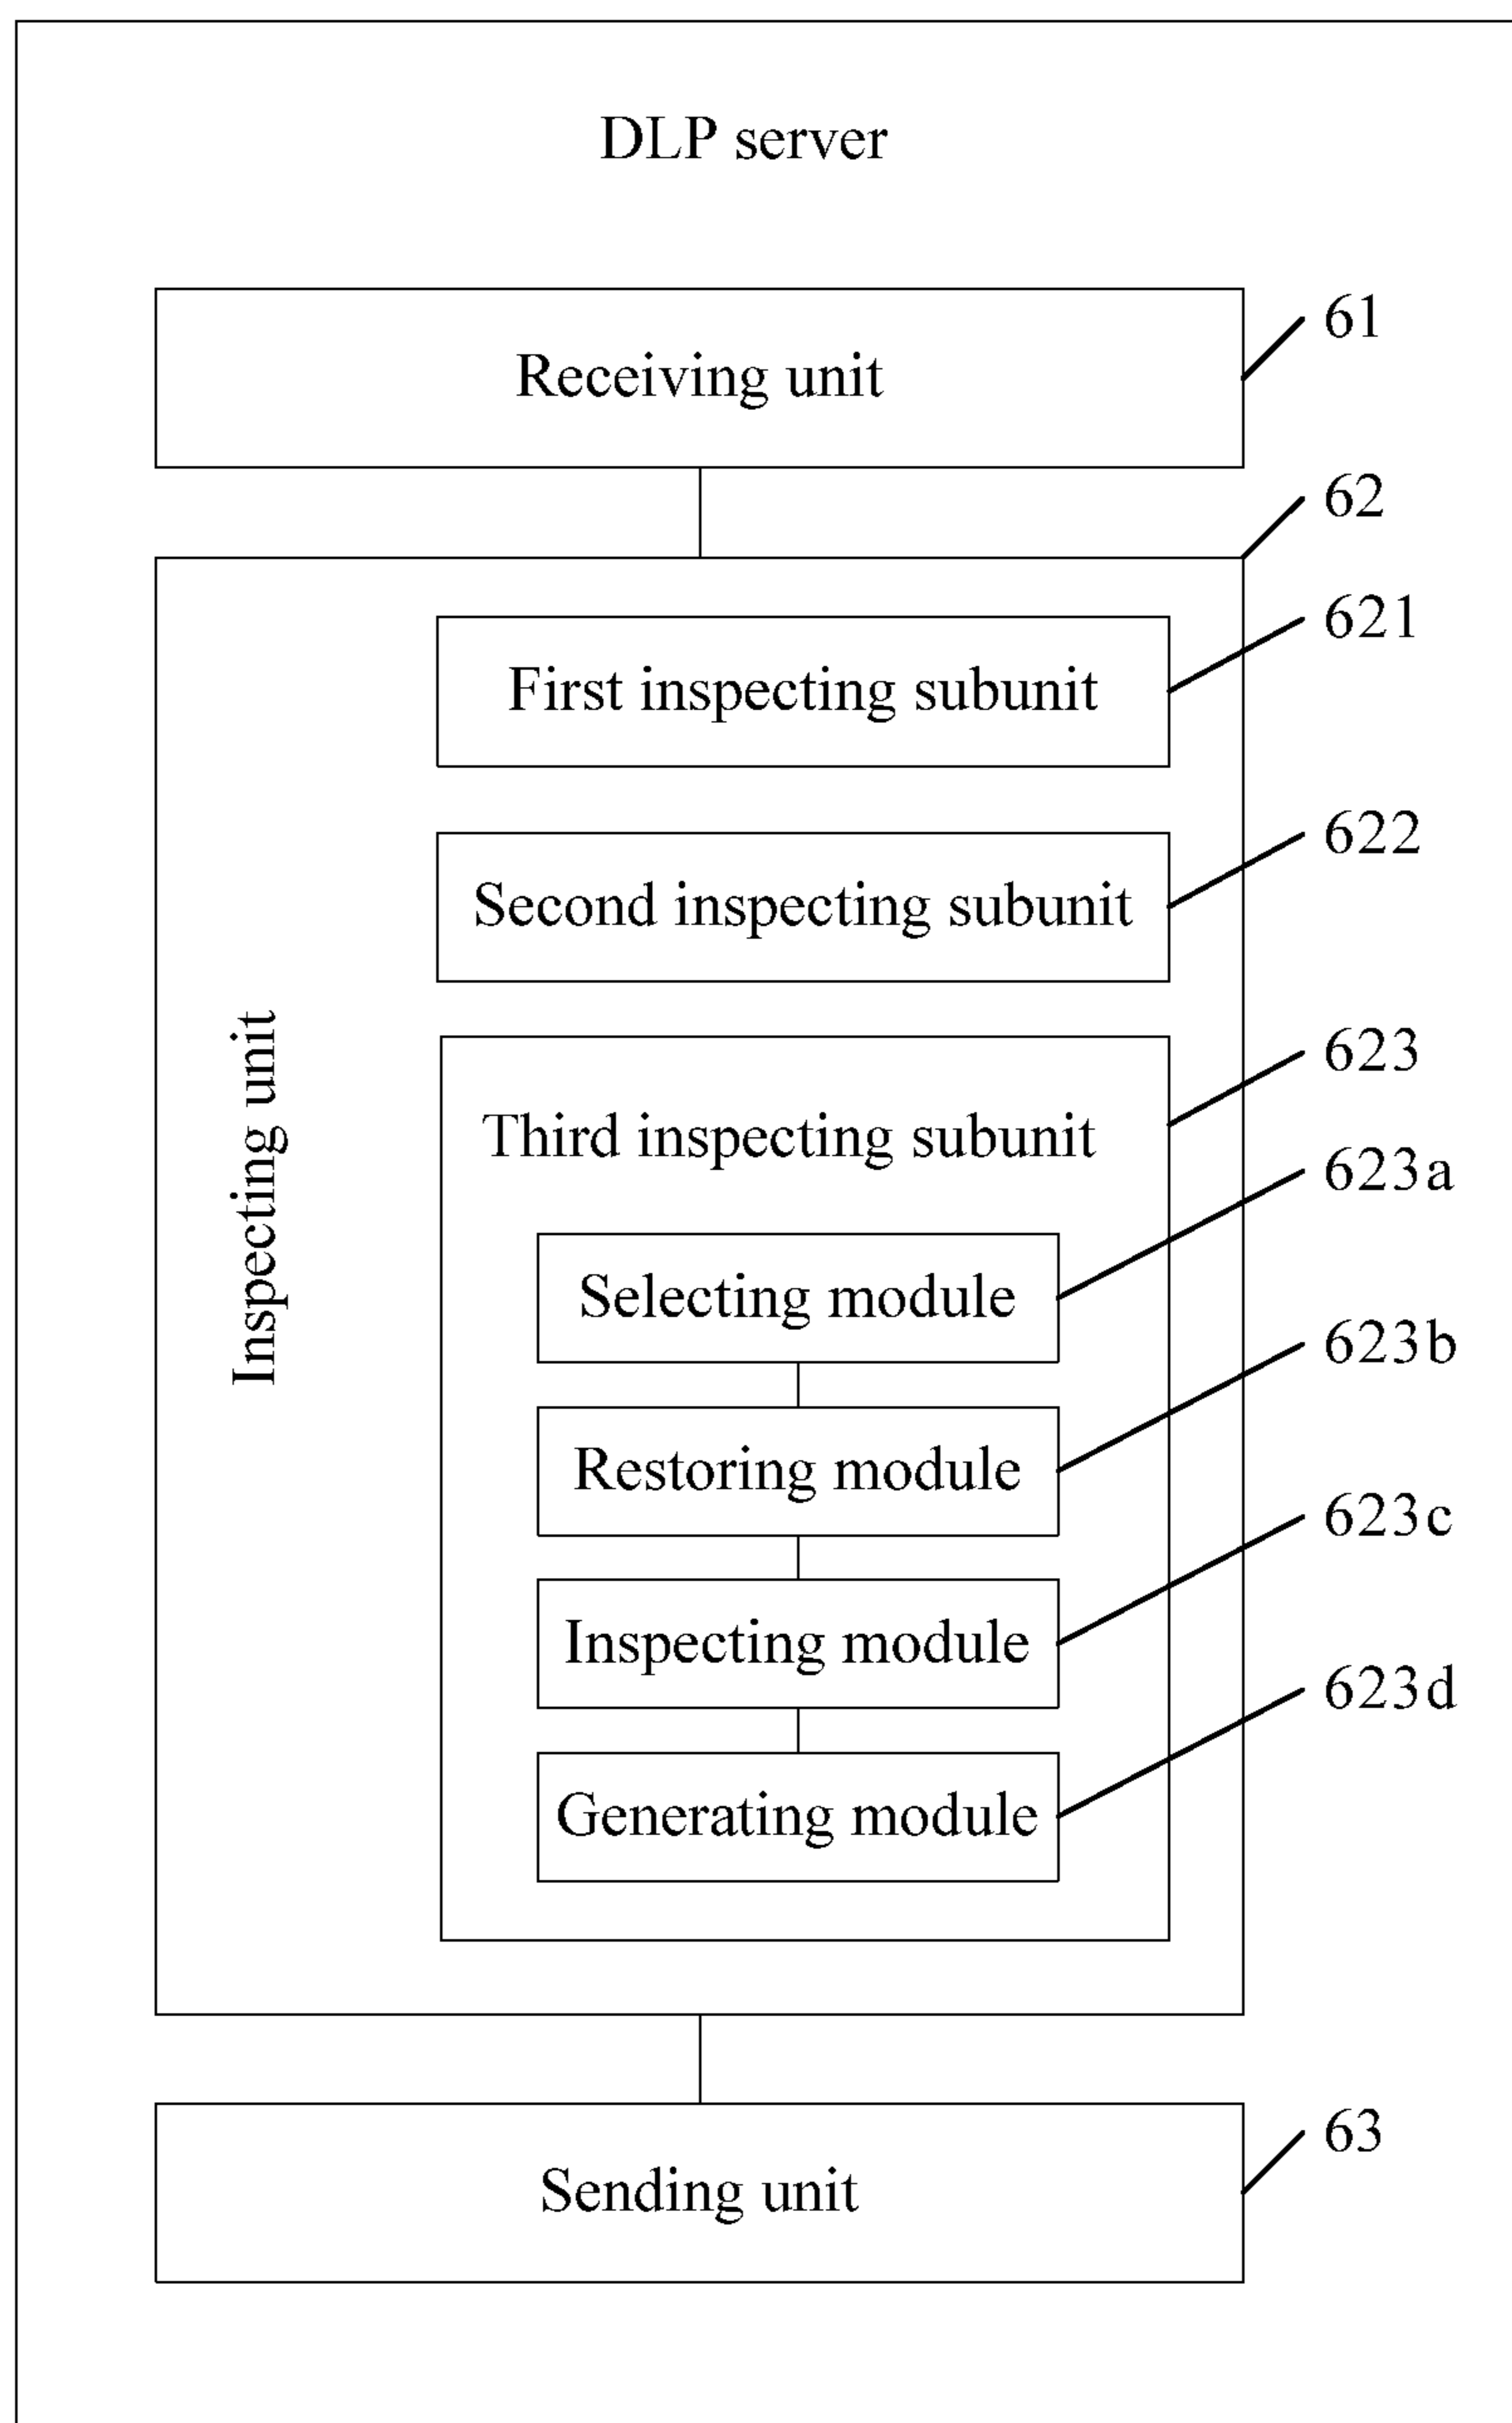 DLP server
Receiving unit
61
62
First inspecting subunit
621
Second inspecting subunit
622
Inspecting unit
Third inspecting subunit
623
Selecting module
623a
Restoring module
623b
Inspecting module
623c
Generating module
623d
Sending unit
63